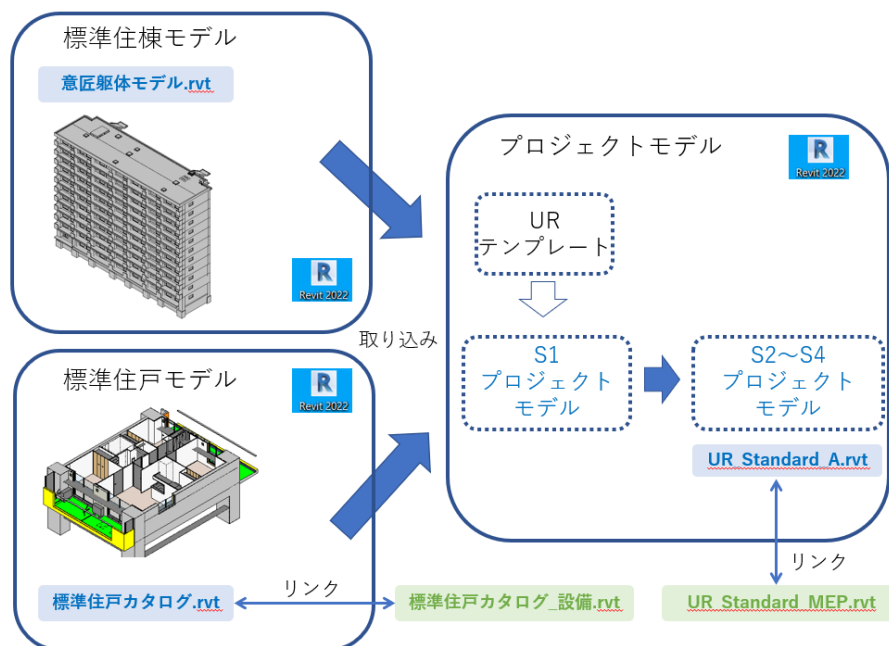 標準住棟モデル
意匠躯体モデル.rvt
R
Revit 2022
標準住戸モデル
R
Revit 2022
標準住戸カタログ.rvt
リンク
標準住戸カタログ_設備.rvt
取り込み
プロジェクトモデル
R
Revit 2022
UR
テンプレート
S1
プロジェクト
モデル
S2～S4
プロジェクト
モデル
UR_Standard_A.rvt
リンク
UR_Standard_MEP.rvt